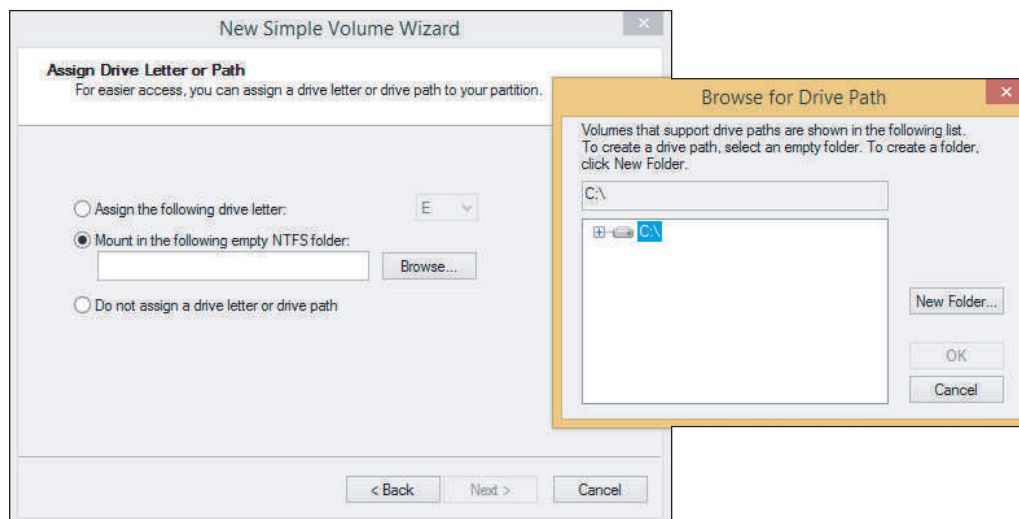 New Simple Volume Wizard
Assign Drive Letter or Path
For easier access, you can assign a drive letter or drive path to your partition.
Assign the following drive letter:
E
Mount in the following empty NTFS folder:
Browse...
Do not assign a drive letter or drive path
< Back
Next >
Cancel
Browse for Drive Path
Volumes that support drive paths are shown in the following list.
To create a drive path, select an empty folder. To create a folder,
click New Folder.
C:\
C:\
New Folder...
OK
Cancel